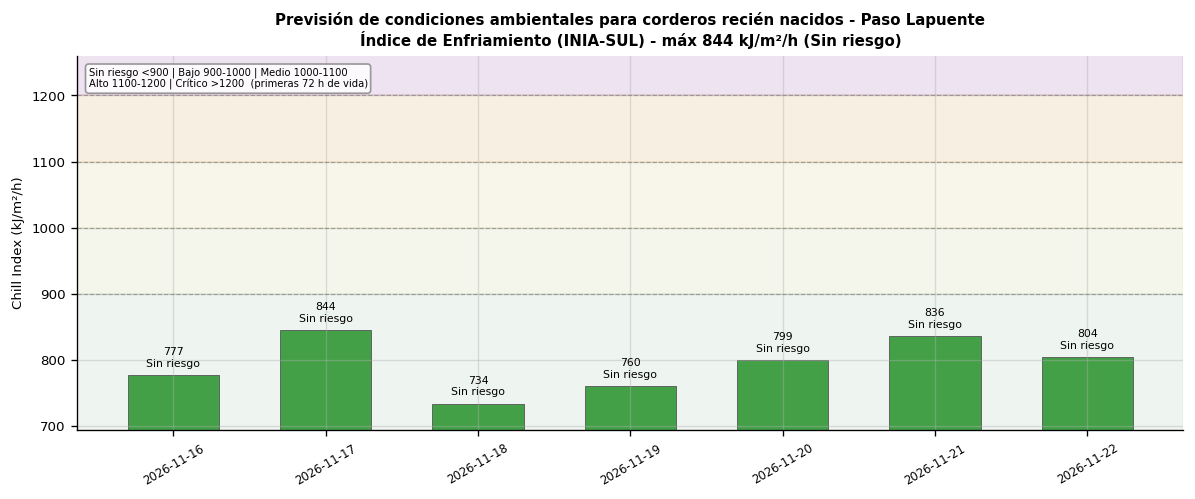 Previsión de condiciones ambientales para corderos recién nacidos - Paso Lapuente
Índice de Enfriamiento (INIA-SUL) - máx 844 kJ/m²/h (Sin riesgo)
Sin riesgo <900 | Bajo 900-1000 | Medio 1000-1100
Alto 1100-1200 | Crítico >1200  (primeras 72 h de vida)
Chill Index (kJ/m²/h)
1200
1100
1000
900
800
700
777
Sin riesgo
844
Sin riesgo
734
Sin riesgo
760
Sin riesgo
799
Sin riesgo
836
Sin riesgo
804
Sin riesgo
2026-11-16
2026-11-17
2026-11-18
2026-11-19
2026-11-20
2026-11-21
2026-11-22